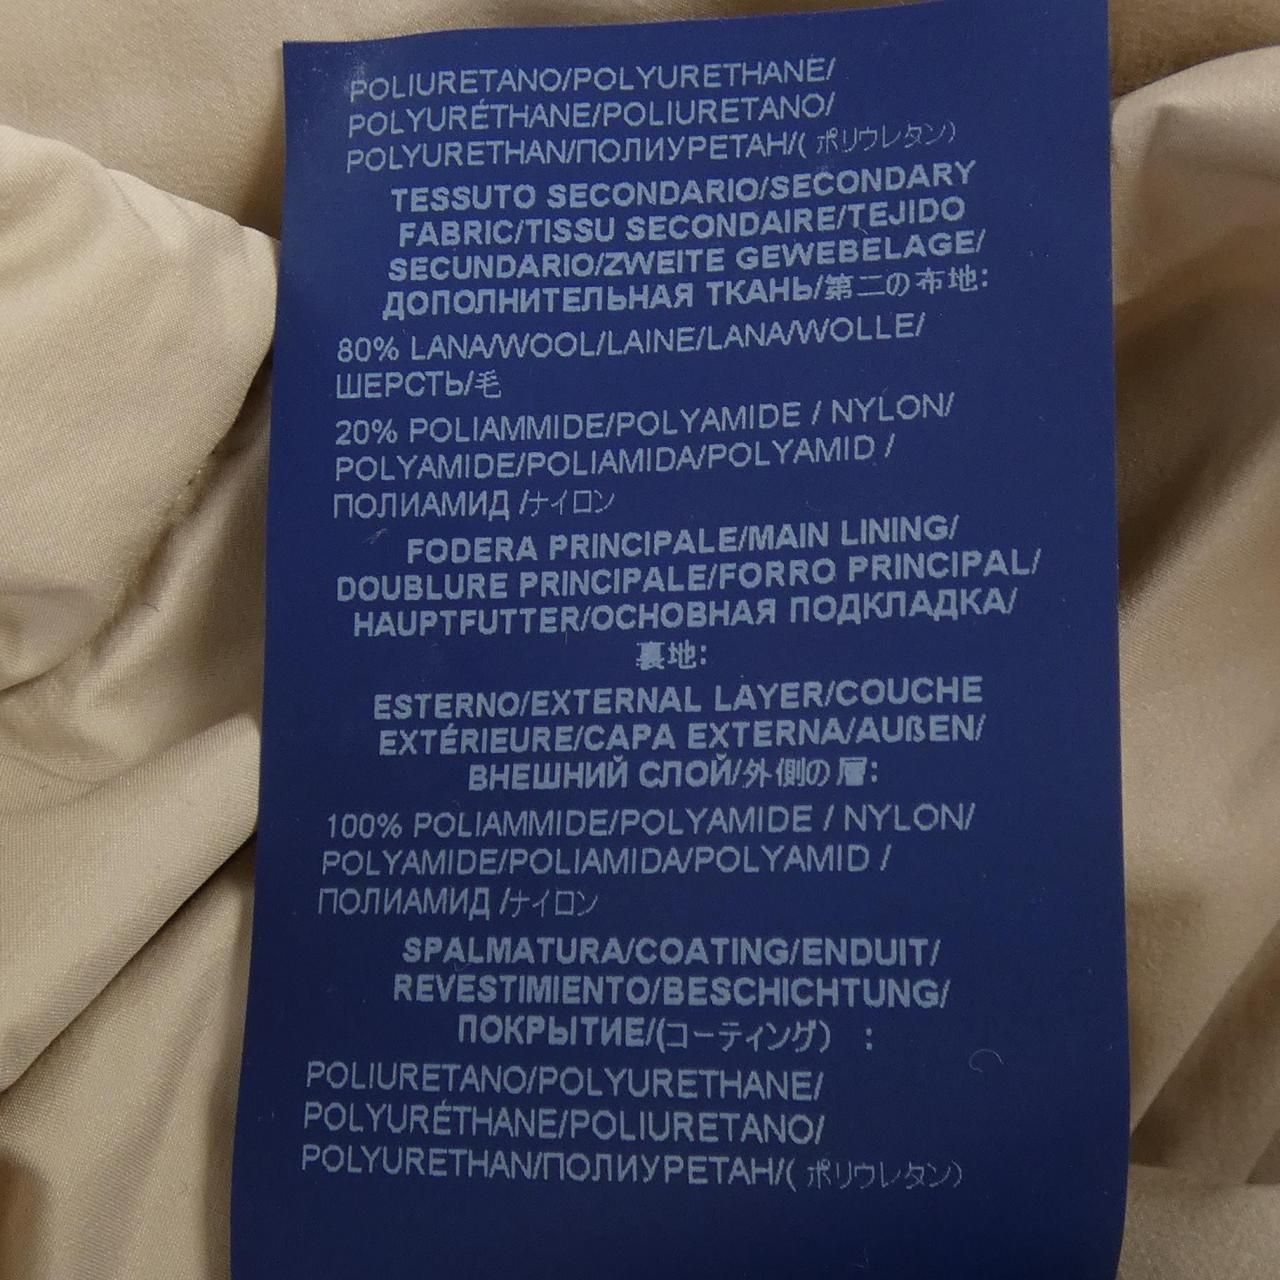 POLIURETANO/POLYURETHANE/
POLYURÉTHANE/POLIURETANO/
POLYURETHAN/ПОЛИУРЕТАН/( ポリウレタン)
TESSUTO SECONDARIO/SECONDARY
FABRIC/TISSU SECONDAIRE/TEJIDO
SECUNDARIO/ZWEITE GEWEBELAGE/
ДОПОЛНИТЕЛЬНАЯ ТКАНЬ/第二の布地:
80% LANA/WOOL/LAINE/LANA/WOLLE/
ШЕРСТЬ/毛
20% POLIAMMIDE/POLYAMIDE / NYLON/
POLYAMIDE/POLIAMIDA/POLYAMID /
ПОЛИАМИД /ナイロン
FODERA PRINCIPALE/MAIN LINING/
DOUBLURE PRINCIPALE/FORRO PRINCIPAL/
HAUPTFUTTER/ОСНОВНАЯ ПОДКЛАДКА/
裏地:
ESTERNO/EXTERNAL LAYER/COUCHE
EXTÉRIEURE/CAPA EXTERNA/AUßEN/
ВНЕШНИЙ СЛОЙ/外側の層:
100% POLIAMMIDE/POLYAMIDE / NYLON/
POLYAMIDE/POLIAMIDA/POLYAMID /
ПОЛИАМИД /ナイロン
SPALMATURA/COATING/ENDUIT/
REVESTIMIENTO/BESCHICHTUNG/
ПОКРЫТИЕ/(コーティング) :
POLIURETANO/POLYURETHANE/
POLYURÉTHANE/POLIURETANO/
POLYURETHAN/ПОЛИУРЕТАН/( ポリウレタン)